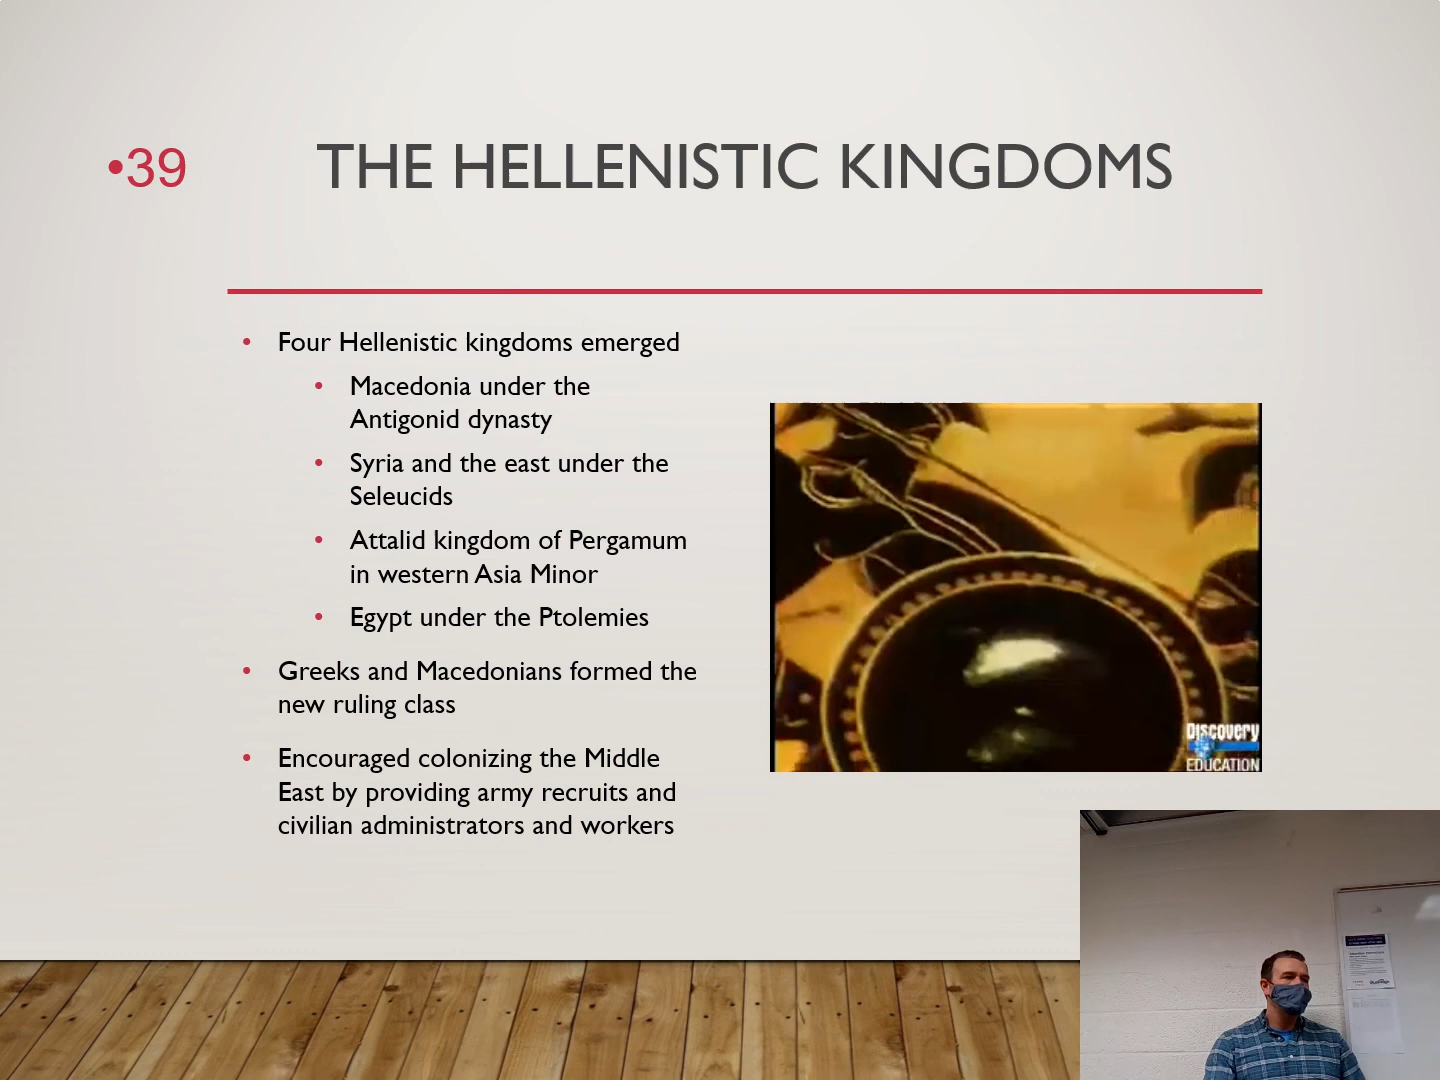 •39
THE HELLENISTIC KINGDOMS
• Four Hellenistic kingdoms emerged
• Macedonia under the
Antigonid dynasty
• Syria and the east under the
Seleucids
• Attalid kingdom of Pergamum
in western Asia Minor
• Egypt under the Ptolemies
• Greeks and Macedonians formed the
new ruling class
• Encouraged colonizing the Middle
East by providing army recruits and
civilian administrators and workers
Discovery
EDUCATION